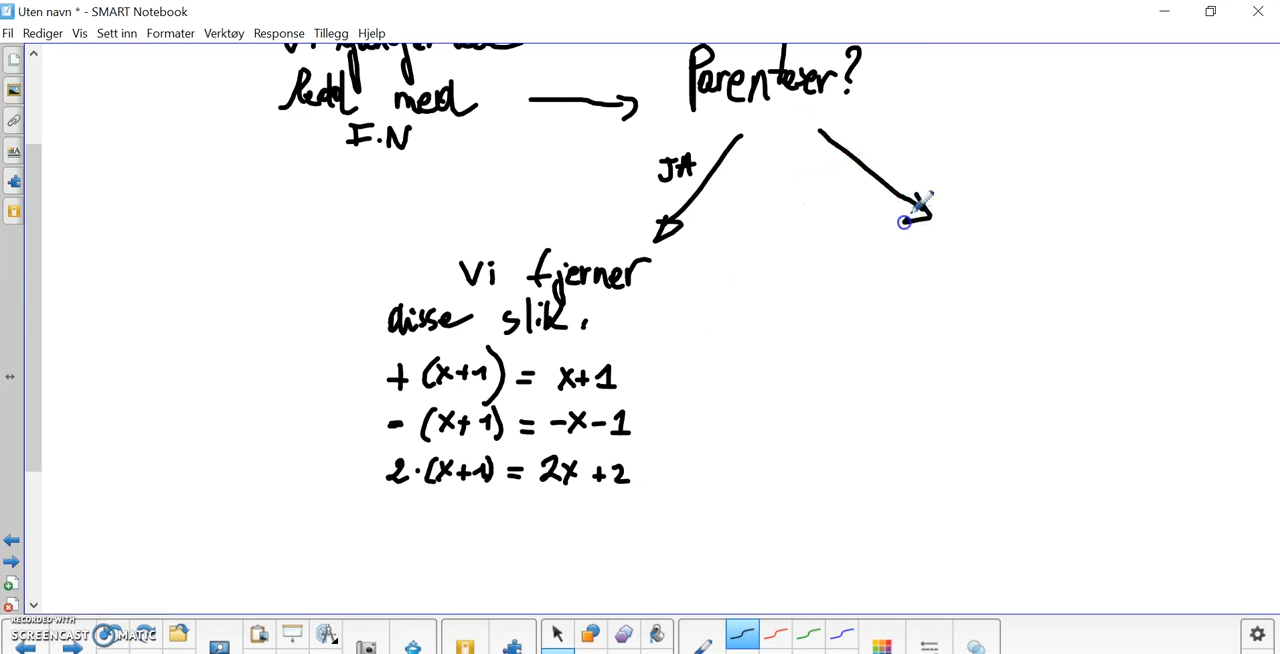 Uten navn * - SMART Notebook
Fil Rediger Vis Sett inn Formater Verktøy Response Tillegg Hjelp
ledd med
F.N
Parenteser?
JA
Vi fjerner
disse slik.
+ (x+1) = x+1
- (x+1) = -x-1
2·(x+1) = 2x +2
RECORDED WITH
SCREENCAST MATIC